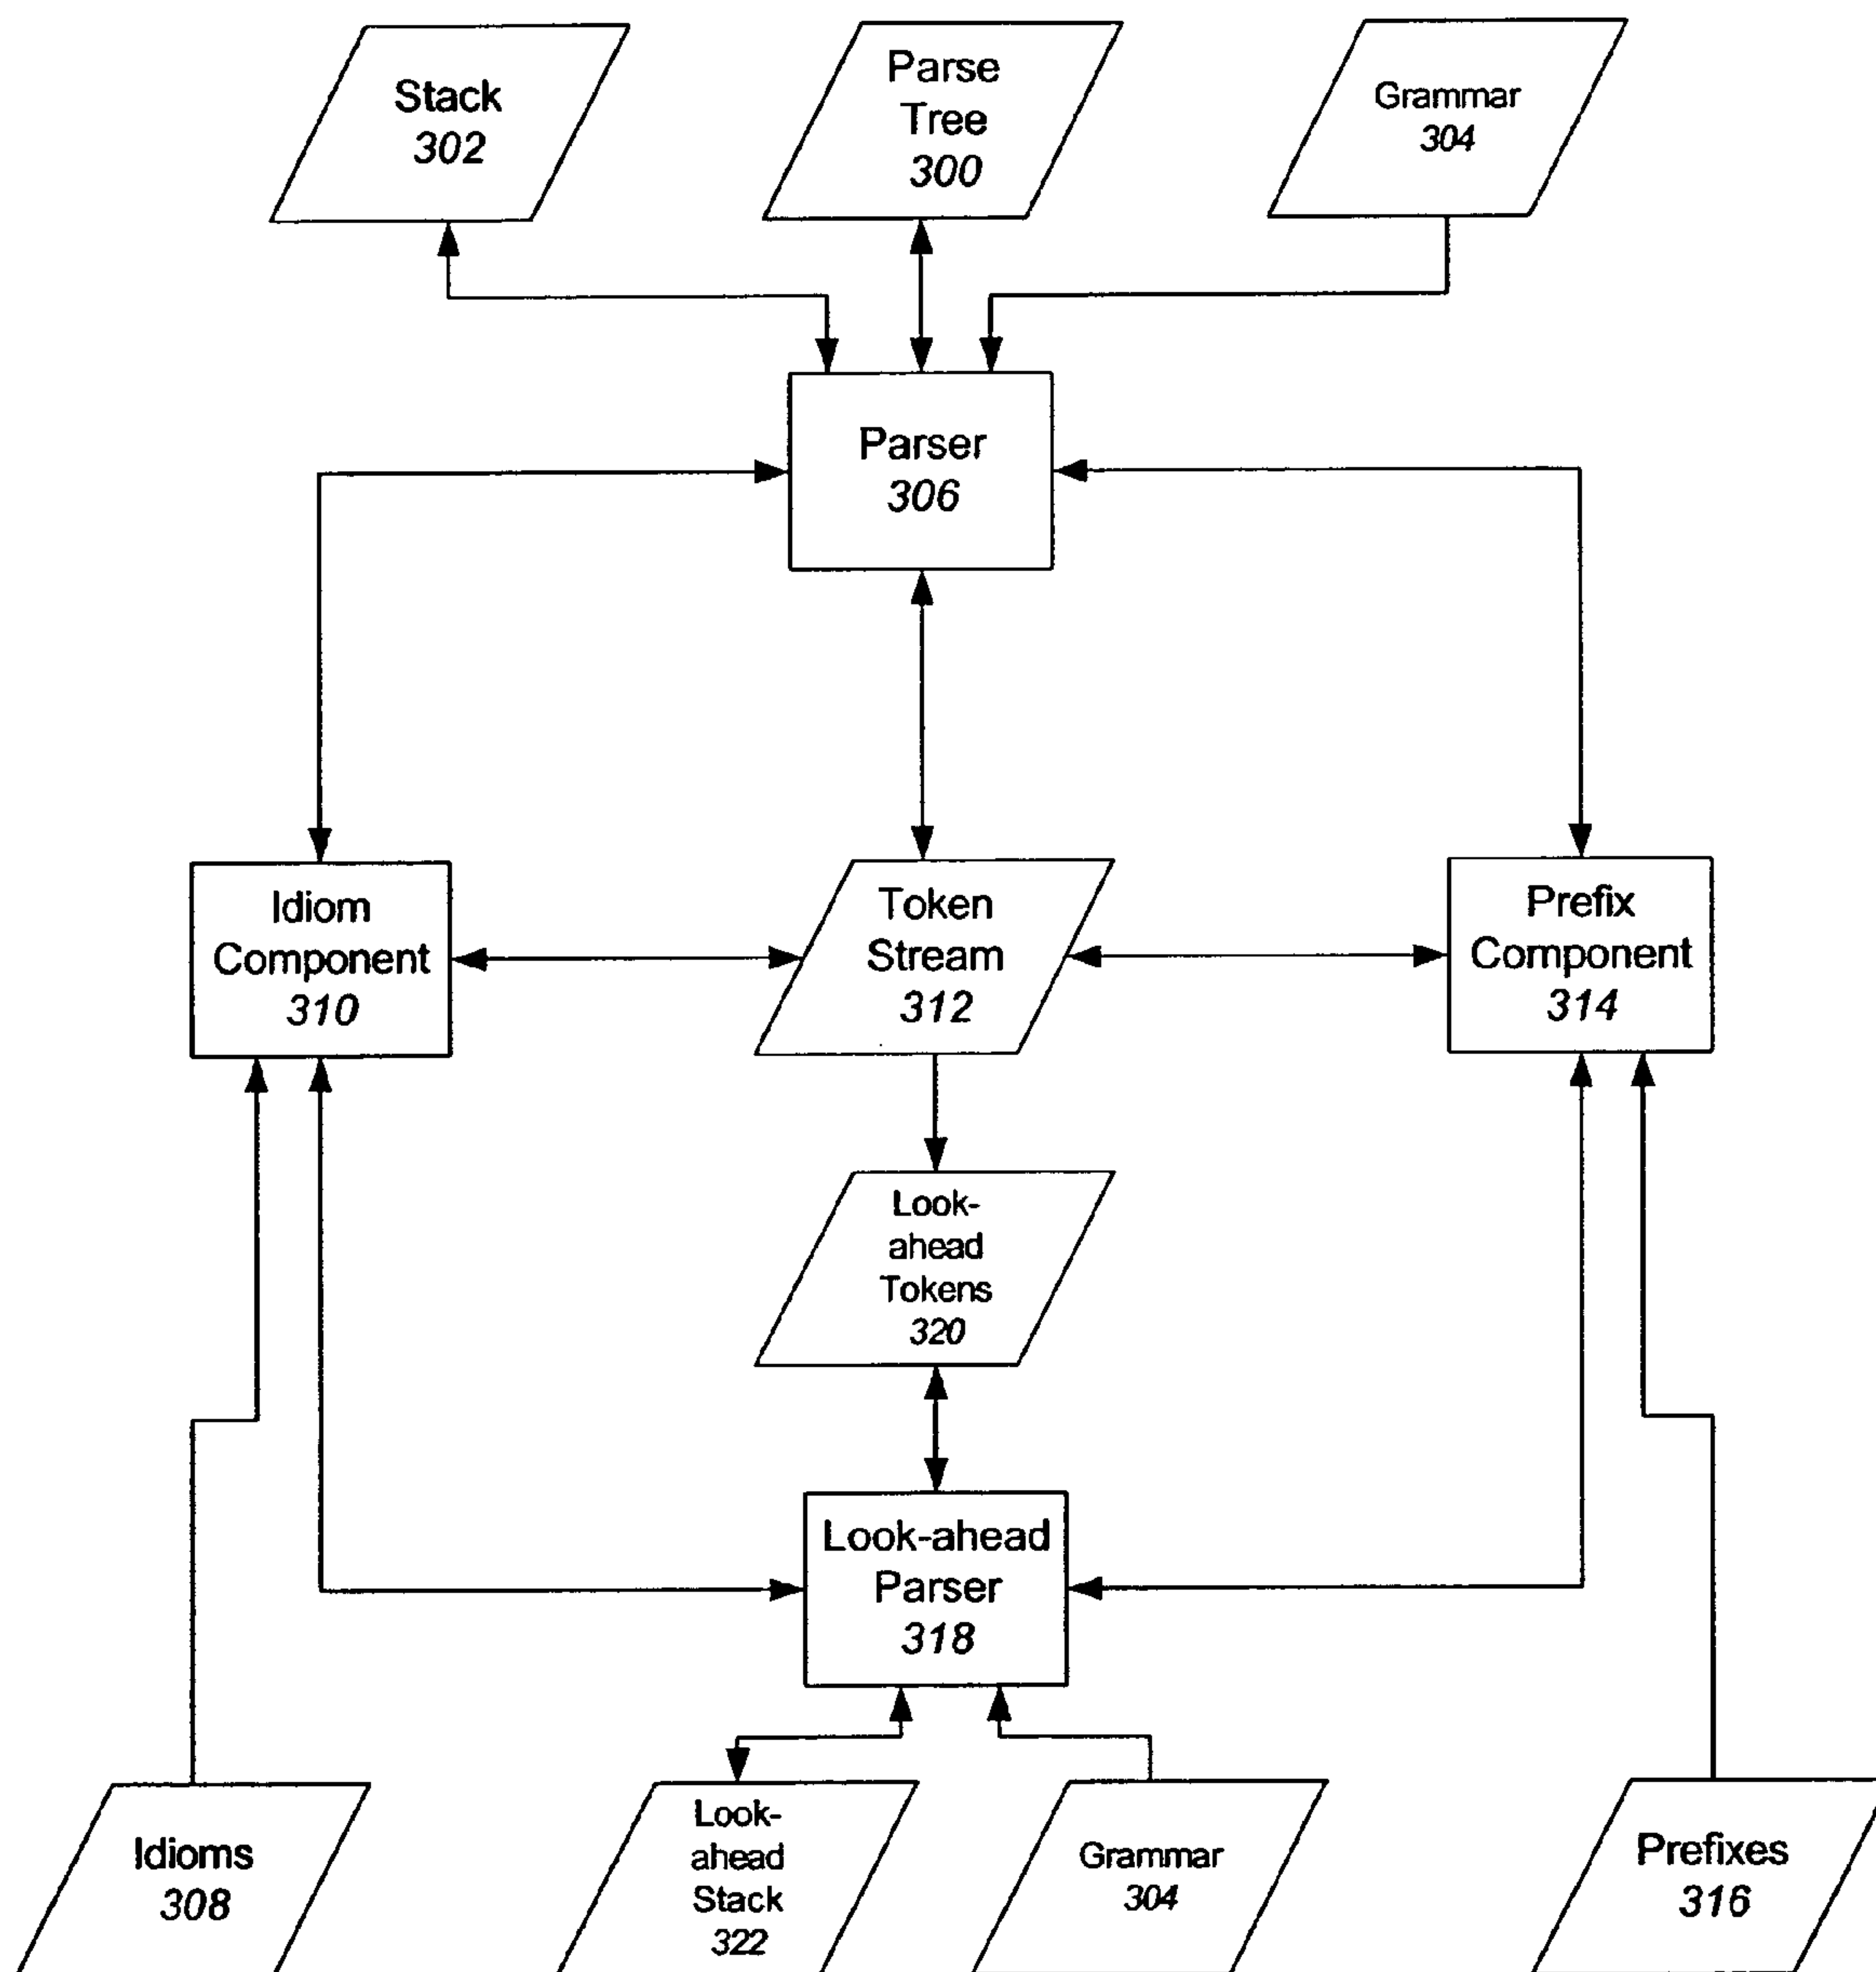 Stack
302
Parse
Tree
300
Grammar
304
Parser
306
Idiom
Component
310
Token
Stream
312
Prefix
Component
314
Look-
ahead
Tokens
320
Look-ahead
Parser
318
Idioms
308
Look-
ahead
Stack
322
Grammar
304
Prefixes
316